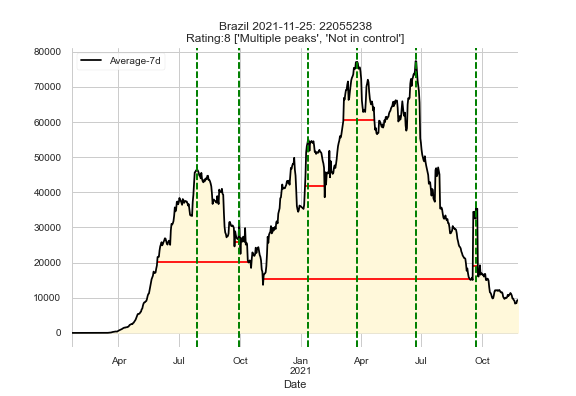 Brazil 2021-11-25: 22055238
Rating:8 ['Multiple peaks', 'Not in control']
80000
Average-7d
70000
60000
50000
40000
30000
20000
10000
0
Apr Jul Oct Jan Apr Jul Oct
2021
Date